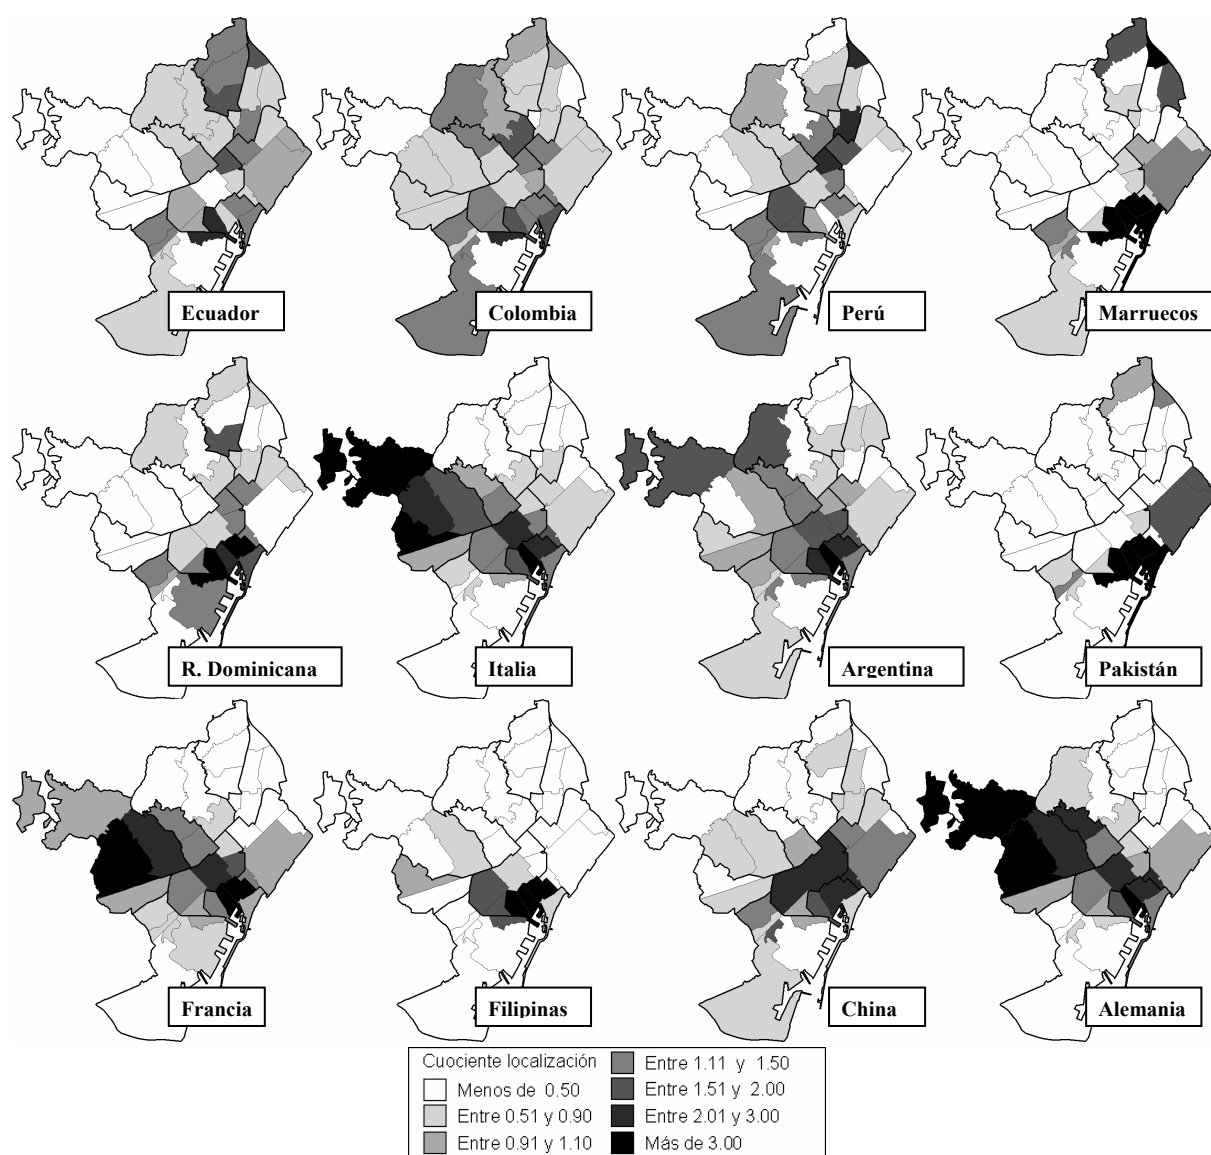 Ecuador
Colombia
Perú
Marruecos
R. Dominicana
Italia
Argentina
Pakistán
Francia
Filipinas
China
Alemania
Cuociente localización
Menos de 0.50
Entre 0.51 y 0.90
Entre 0.91 y 1.10
Entre 1.11 y 1.50
Entre 1.51 y 2.00
Entre 2.01 y 3.00
Más de 3.00